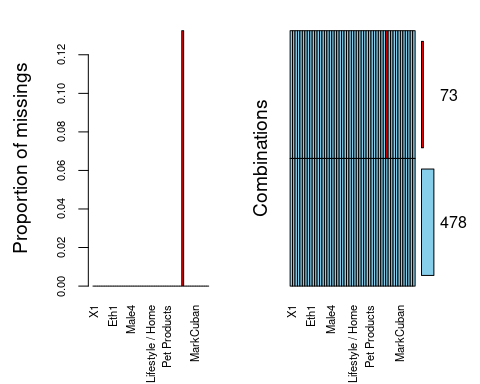 Proportion of missings
0.12
0.10
0.08
0.06
0.04
0.02
0.00
X1
Eth1
Male4
Lifestyle / Home
Pet Products
MarkCuban
Combinations
73
478
X1
Eth1
Male4
Lifestyle / Home
Pet Products
MarkCuban